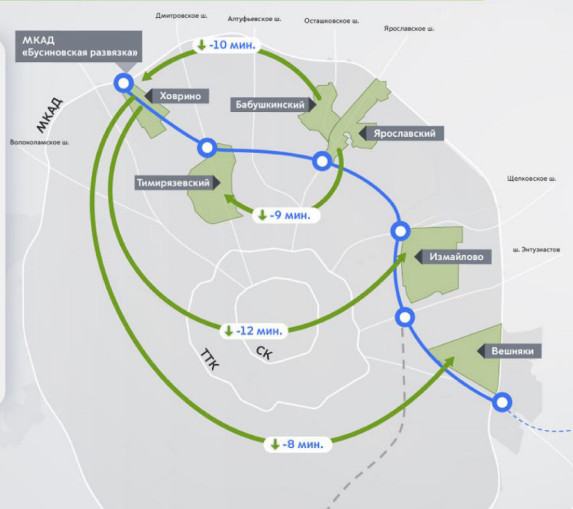 Дмитровское ш.
Алтуфьевское ш.
Осташковское ш.
Ярославское ш.
МКАД
«Бусиновская развязка»
-10 мин.
Ховрино
Бабушкинский
МКАД
Ярославский
Волоколамское ш.
Тимирязевский
Щелковское ш.
-9 мин.
ш. Энтузиастов
Измайлово
-12 мин.
ТТК
СК
Вешняки
-8 мин.